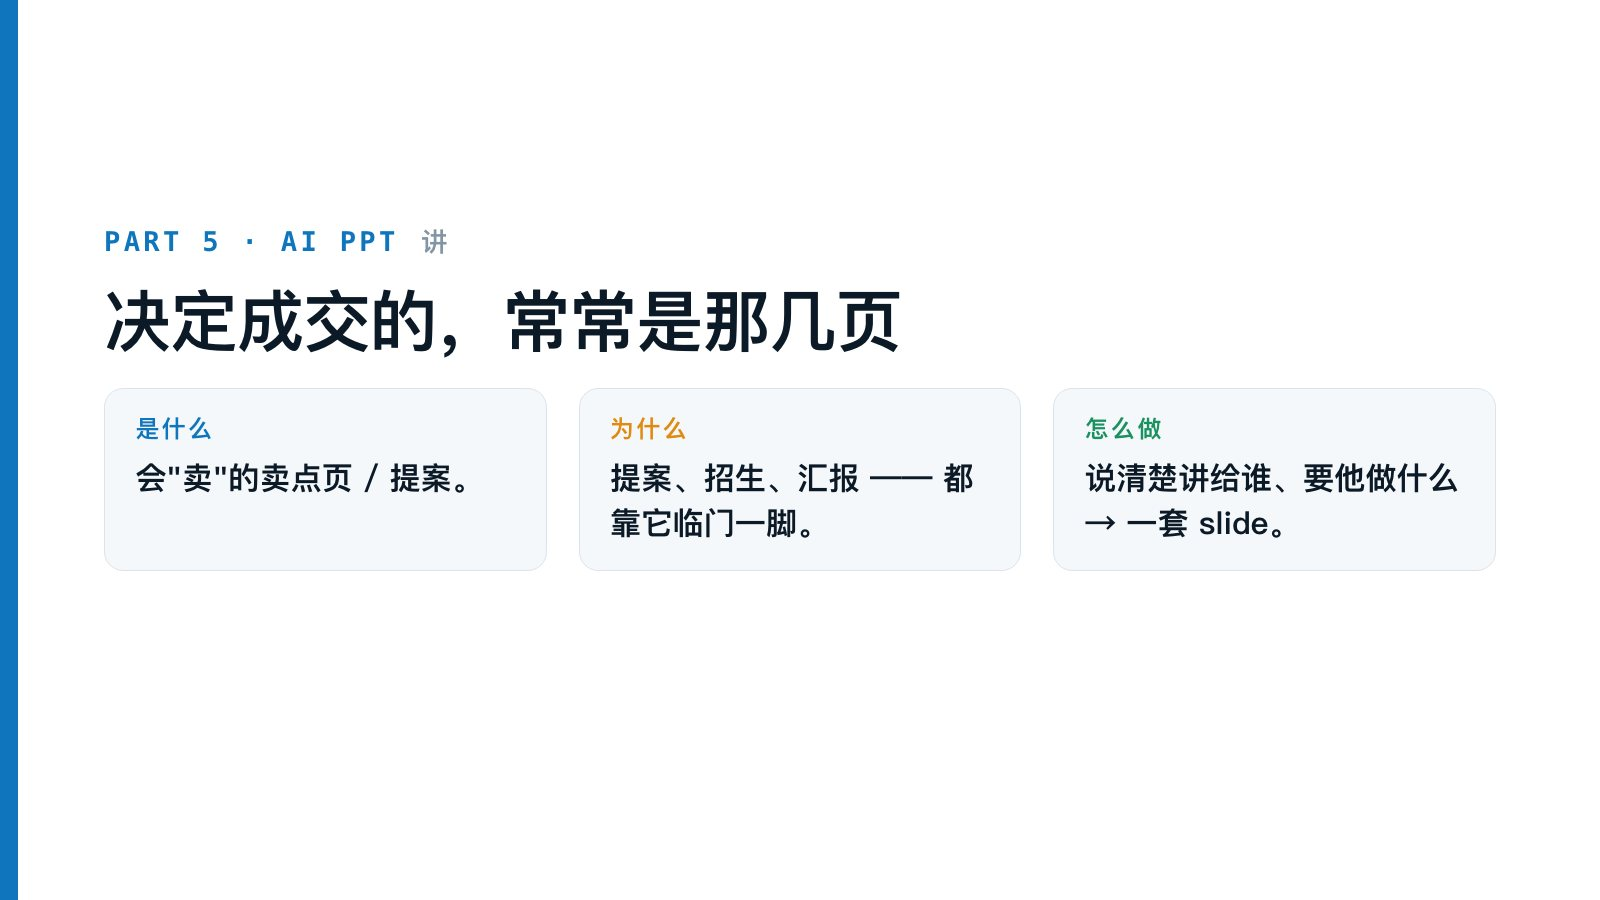 PART 5 · AI PPT 讲
决定成交的，常常是那几页
是什么
会"卖"的卖点页 / 提案。
为什么
提案、招生、汇报 —— 都
靠它临门一脚。
怎么做
说清楚讲给谁、要他做什么
→ 一套 slide。